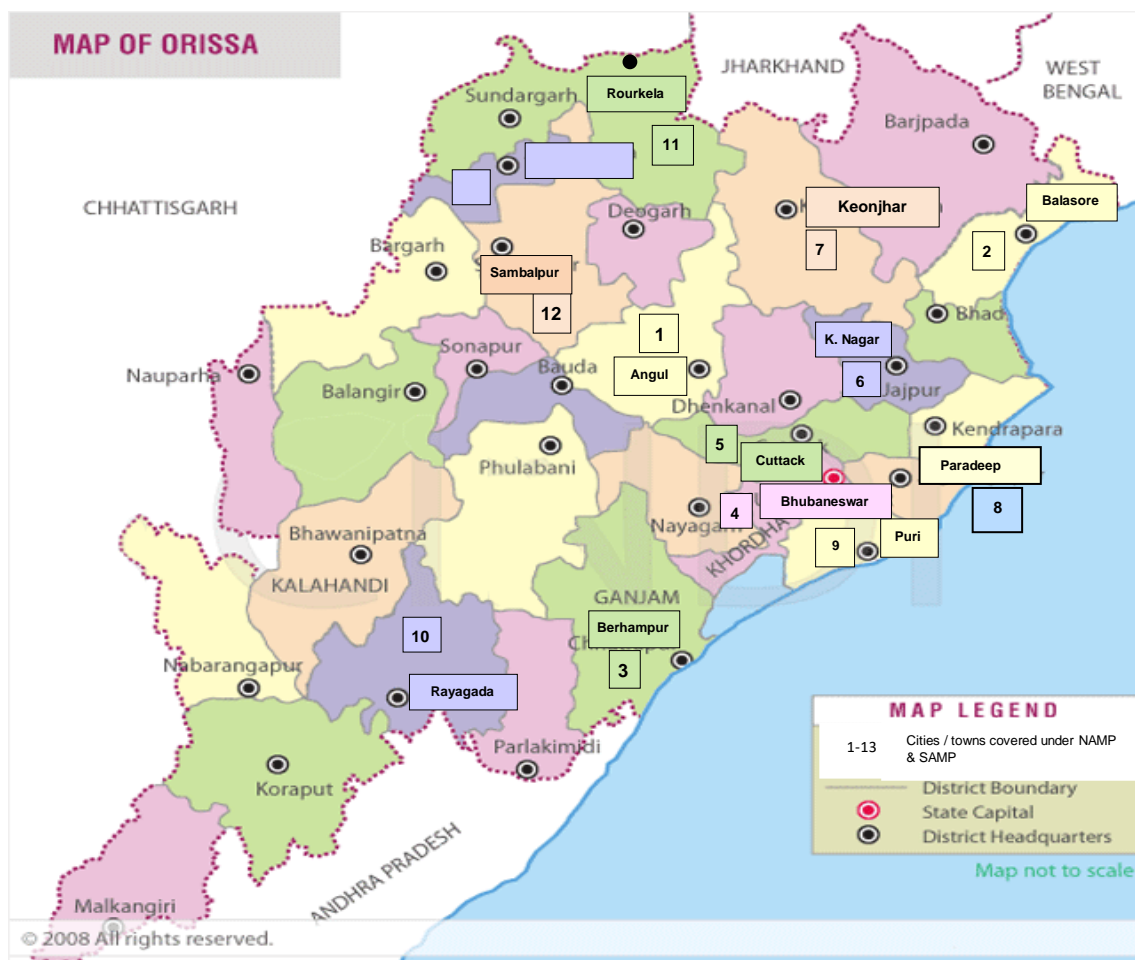 MAP OF ORISSA
JHARKHAND
WEST
BENGAL
Sundargarh
Rourkela
11
Barjpada
CHHATTISGARH
Keonjhar
Balasore
Deogarh
7
2
Bargarh
Sambalpur
12
Bhad
1
K. Nagar
Sonapur
Bauda
Angul
6
Jajpur
Nauparha
Balangir
Dhenkanal
Kendrapara
5
Cuttack
Paradeep
Phulabani
Bhubaneswar
4
8
Nayagarh
KHORDHA
Puri
9
Bhawanipatna
KALAHANDI
GANJAM
Berhampur
10
3
Nabarangapur
Rayagada
Parlakimidi
Koraput
ANDHRA PRADESH
Malkangiri
MAP LEGEND
1-13 Cities / towns covered under NAMP
& SAMP
District Boundary
State Capital
District Headquarters
Map not to scale
© 2008 All rights reserved.